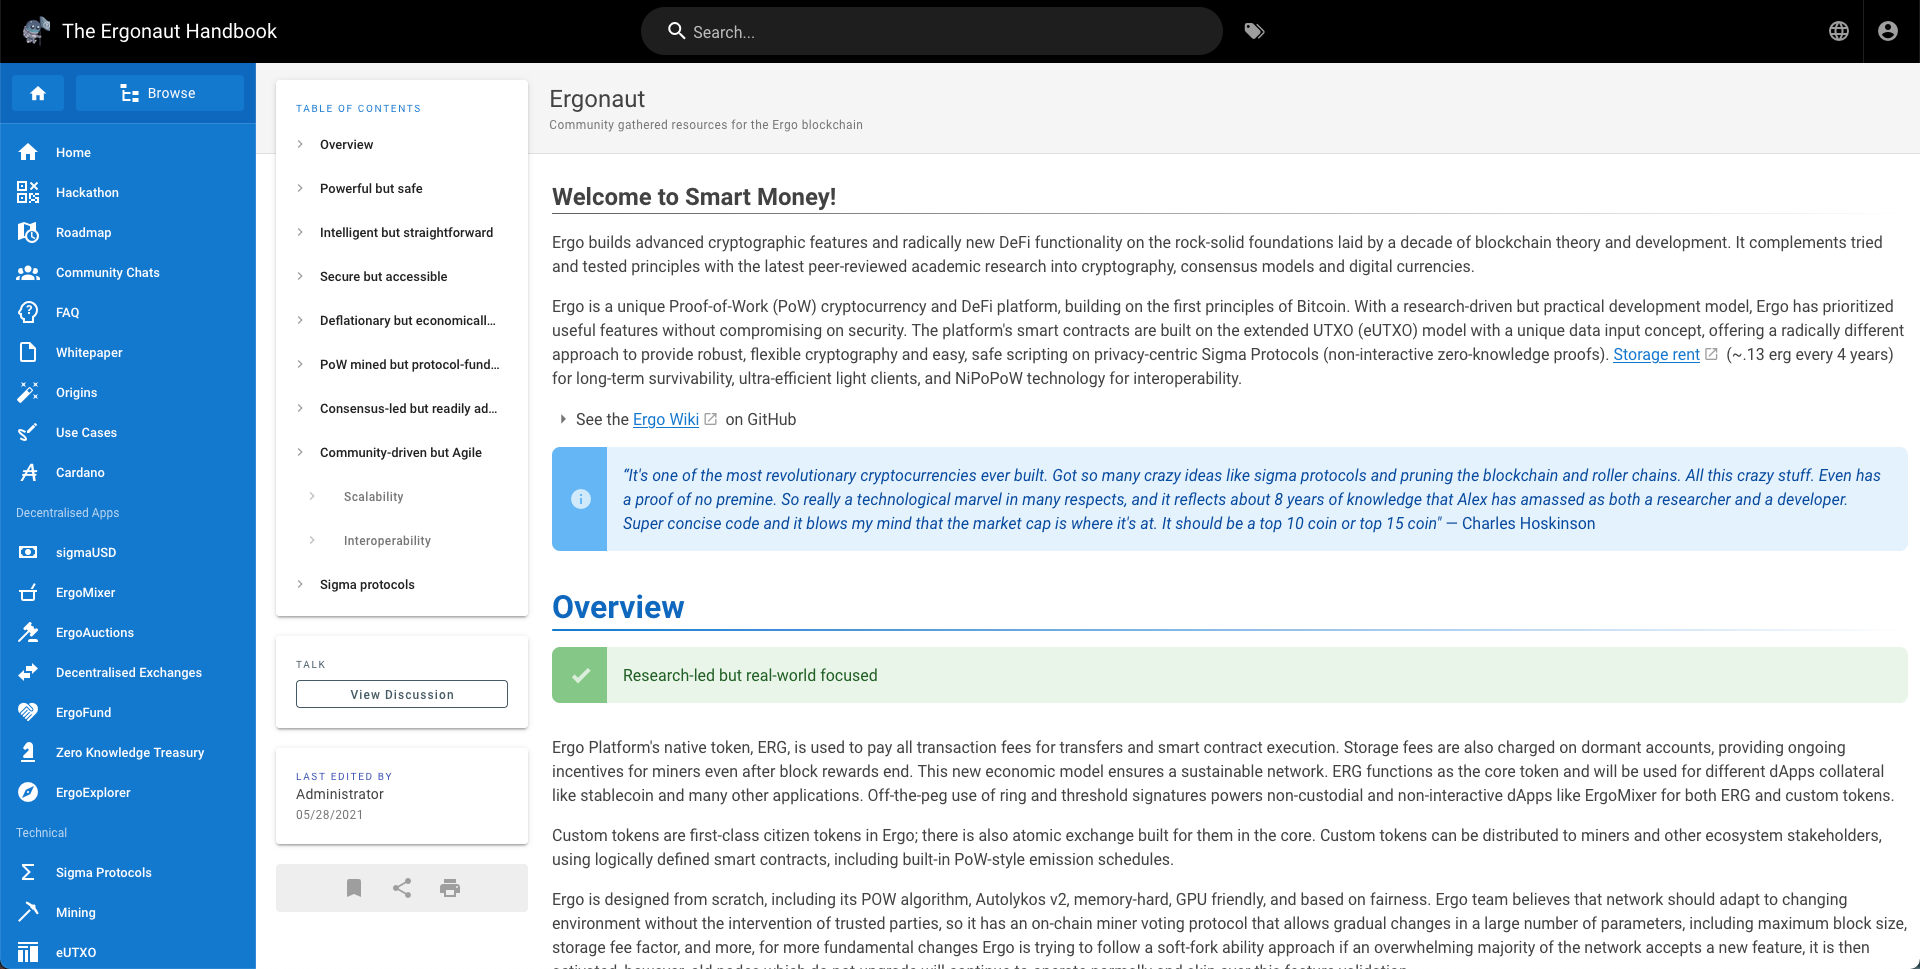 The Ergonaut Handbook
Search...
Browse
Home
Hackathon
Roadmap
Community Chats
FAQ
Whitepaper
Origins
Use Cases
Cardano
Decentralised Apps
sigmaUSD
ErgoMixer
ErgoAuctions
Decentralised Exchanges
ErgoFund
Zero Knowledge Treasury
ErgoExplorer
Technical
Sigma Protocols
Mining
eUTXO
TABLE OF CONTENTS
Overview
Powerful but safe
Intelligent but straightforward
Secure but accessible
Deflationary but economicall…
PoW mined but protocol-fund…
Consensus-led but readily ad…
Community-driven but Agile
Scalability
Interoperability
Sigma protocols
TALK
View Discussion
LAST EDITED BY
Administrator
05/28/2021
Ergonaut
Community gathered resources for the Ergo blockchain
Welcome to Smart Money!
Ergo builds advanced cryptographic features and radically new DeFi functionality on the rock-solid foundations laid by a decade of blockchain theory and development. It complements tried
and tested principles with the latest peer-reviewed academic research into cryptography, consensus models and digital currencies.
Ergo is a unique Proof-of-Work (PoW) cryptocurrency and DeFi platform, building on the first principles of Bitcoin. With a research-driven but practical development model, Ergo has prioritized
useful features without compromising on security. The platform's smart contracts are built on the extended UTXO (eUTXO) model with a unique data input concept, offering a radically different
approach to provide robust, flexible cryptography and easy, safe scripting on privacy-centric Sigma Protocols (non-interactive zero-knowledge proofs). Storage rent (~.13 erg every 4 years)
for long-term survivability, ultra-efficient light clients, and NiPoPoW technology for interoperability.
See the Ergo Wiki on GitHub
“It's one of the most revolutionary cryptocurrencies ever built. Got so many crazy ideas like sigma protocols and pruning the blockchain and roller chains. All this crazy stuff. Even has
a proof of no premine. So really a technological marvel in many respects, and it reflects about 8 years of knowledge that Alex has amassed as both a researcher and a developer.
Super concise code and it blows my mind that the market cap is where it's at. It should be a top 10 coin or top 15 coin" — Charles Hoskinson
Overview
Research-led but real-world focused
Ergo Platform's native token, ERG, is used to pay all transaction fees for transfers and smart contract execution. Storage fees are also charged on dormant accounts, providing ongoing
incentives for miners even after block rewards end. This new economic model ensures a sustainable network. ERG functions as the core token and will be used for different dApps collateral
like stablecoin and many other applications. Off-the-peg use of ring and threshold signatures powers non-custodial and non-interactive dApps like ErgoMixer for both ERG and custom tokens.
Custom tokens are first-class citizen tokens in Ergo; there is also atomic exchange built for them in the core. Custom tokens can be distributed to miners and other ecosystem stakeholders,
using logically defined smart contracts, including built-in PoW-style emission schedules.
Ergo is designed from scratch, including its POW algorithm, Autolykos v2, memory-hard, GPU friendly, and based on fairness. Ergo team believes that network should adapt to changing
environment without the intervention of trusted parties, so it has an on-chain miner voting protocol that allows gradual changes in a large number of parameters, including maximum block size,
storage fee factor, and more, for more fundamental changes Ergo is trying to follow a soft-fork ability approach if an overwhelming majority of the network accepts a new feature, it is then